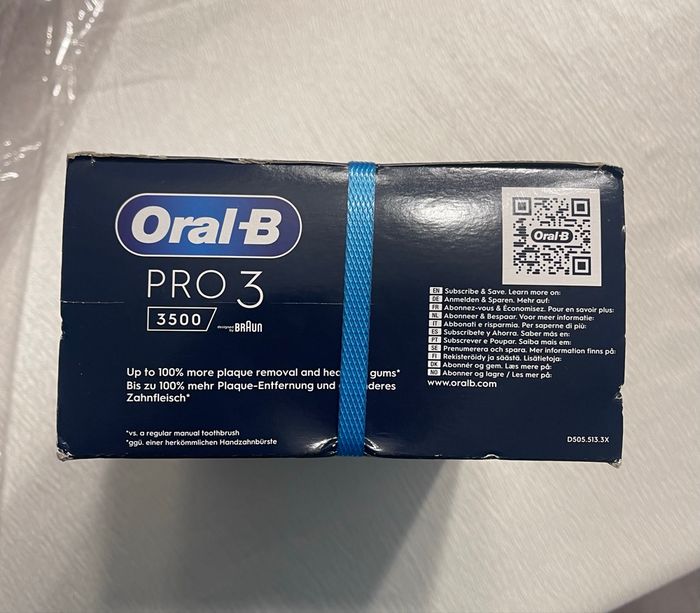 Oral-B
PRO 3
3500 designed by BRAUN
Up to 100% more plaque removal and gums*
Bis zu 100% mehr Plaque-Entfernung und
Zahnfleisch*
*vs. a regular manual toothbrush
*ggü. einer herkömmlichen Handzahnbürste
Oral-B
EN Subscribe & Save. Learn more on:
DE Anmelden & Sparen. Mehr auf:
FR Abonnez-vous & Économisez. Pour en savoir plus:
NL Abonneer & Bespaar. Voor meer informatie:
IT Abbonati e risparmia. Per saperne di più:
ES Subscríbete y Ahorra. Saber más en:
PT Subscrever e Poupar. Saiba mais em:
SE Prenumerera och spara. Mer information finns på:
FI Rekisteröidy ja säästä. Lisätietoja:
DK Abonnér og gem. Læs mere på:
NO Abonner og lagre / Les mer på:
www.oralb.com
D505.513.3X